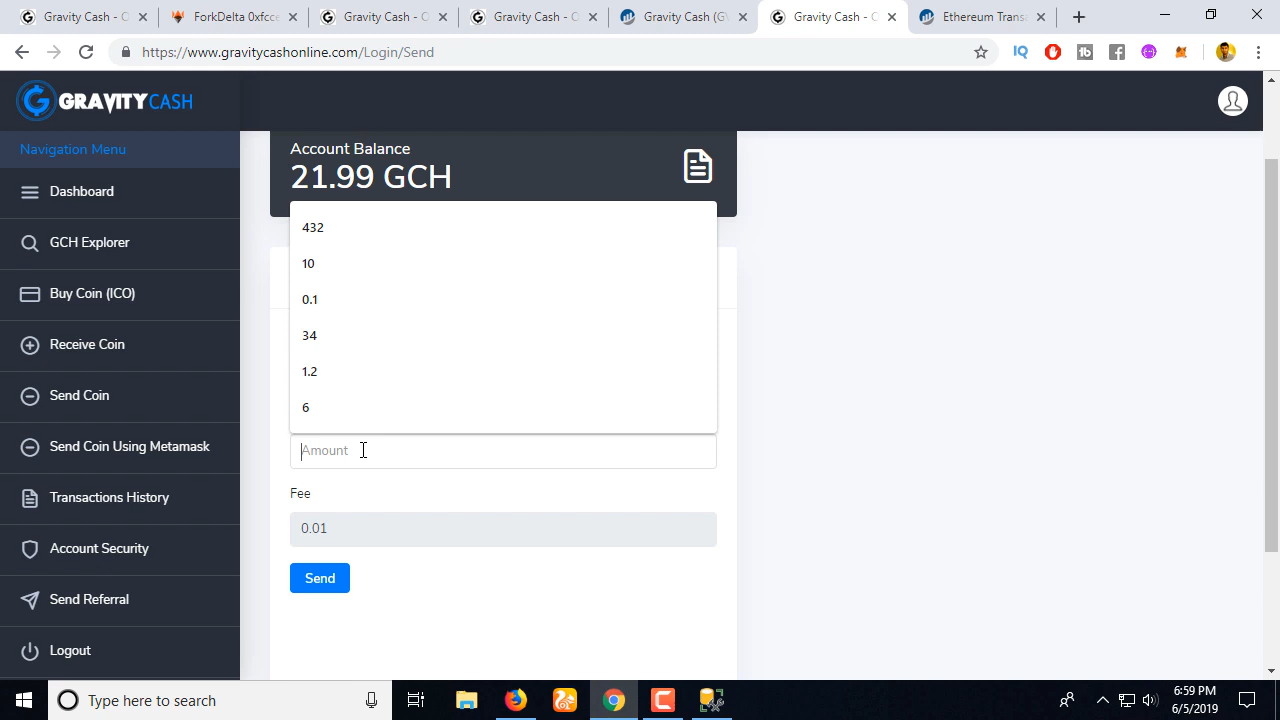 Gravity Cash - O
ForkDelta 0xfcce
Gravity Cash - O
Gravity Cash - O
Gravity Cash (GV
Gravity Cash - O
Ethereum Trans
https://www.gravitycashonline.com/Login/Send
GRAVITYCASH
Navigation Menu
Dashboard
GCH Explorer
Buy Coin (ICO)
Receive Coin
Send Coin
Send Coin Using Metamask
Transactions History
Account Security
Send Referral
Logout
Account Balance
21.99 GCH
432
10
0.1
34
1.2
6
Amount
Fee
0.01
Send
Type here to search
6:59 PM
6/5/2019